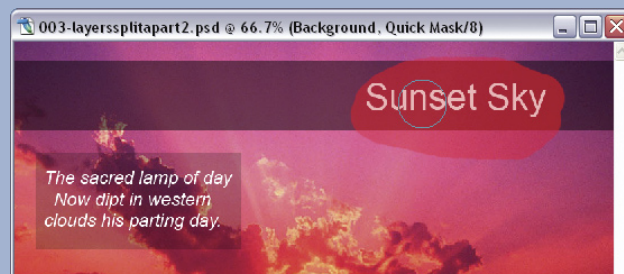 003-layerssplitapart2.psd @ 66.7% (Background, Quick Mask/8)
Sunset Sky
The sacred lamp of day
Now dipt in western
clouds his parting day.